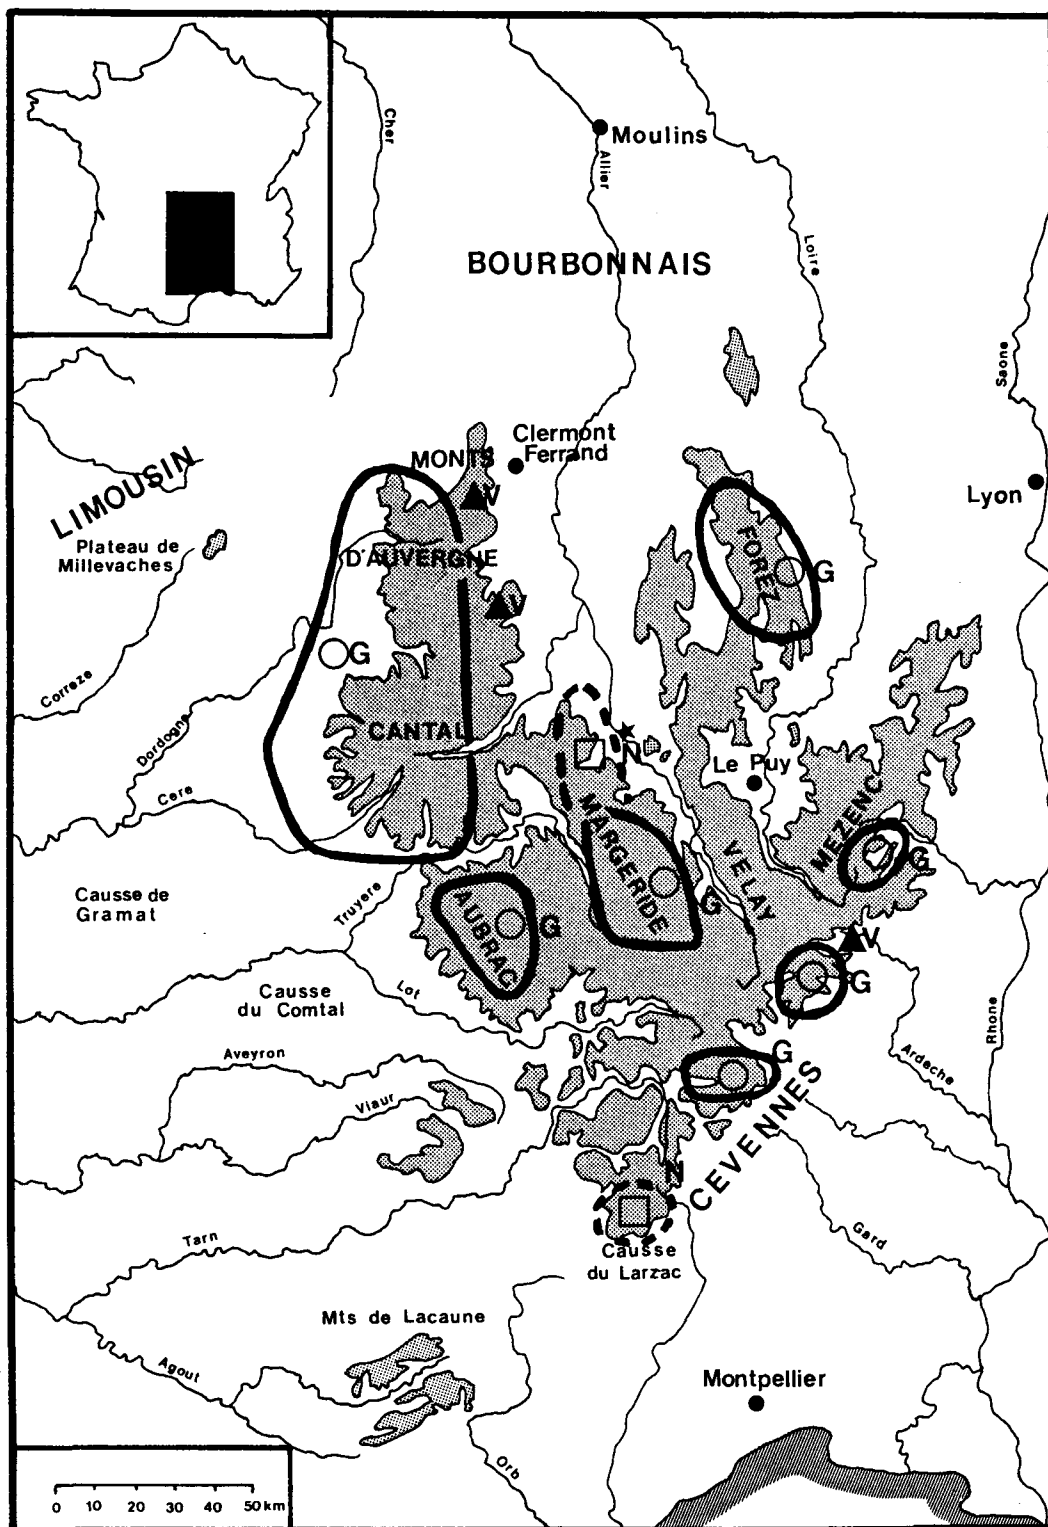 Cher
Moulins
Allier
BOURBONNAIS
Loire
Saone
Clermont
Ferrand
MONTS
V
LIMOUSIN
Lyon
Plateau de
Millevaches
D'AUVERGNE
FOREZ
G
V
G
Correze
Dordogne
CANTAL
N
Le Puy
Cere
MARGERIDE
MEZENC
VELAY
G
Causse de
Gramat
Truyere
AUBRAC
G
G
V
G
Causse
du Comtal
Lot
Rhone
Aveyron
G
Ardeche
Viaur
CEVENNES
N
Tarn
Gard
Causse
du Larzac
Mts de Lacaune
Agout
Montpellier
Orb
0 10 20 30 40 50 km